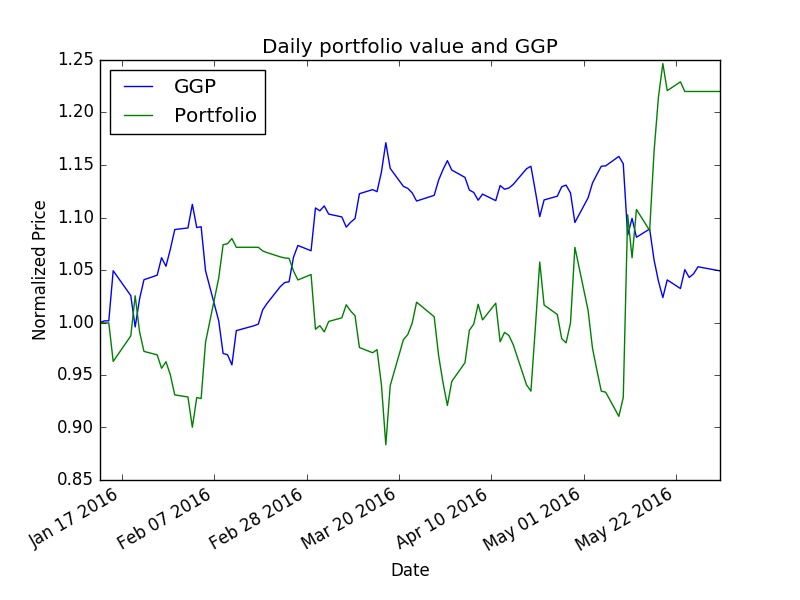 Daily portfolio value and GGP
GGP
Portfolio
1.25
1.20
1.15
1.10
1.05
1.00
0.95
0.90
0.85
Normalized Price
Jan 17 2016
Feb 07 2016
Feb 28 2016
Mar 20 2016
Apr 10 2016
May 01 2016
May 22 2016
Date